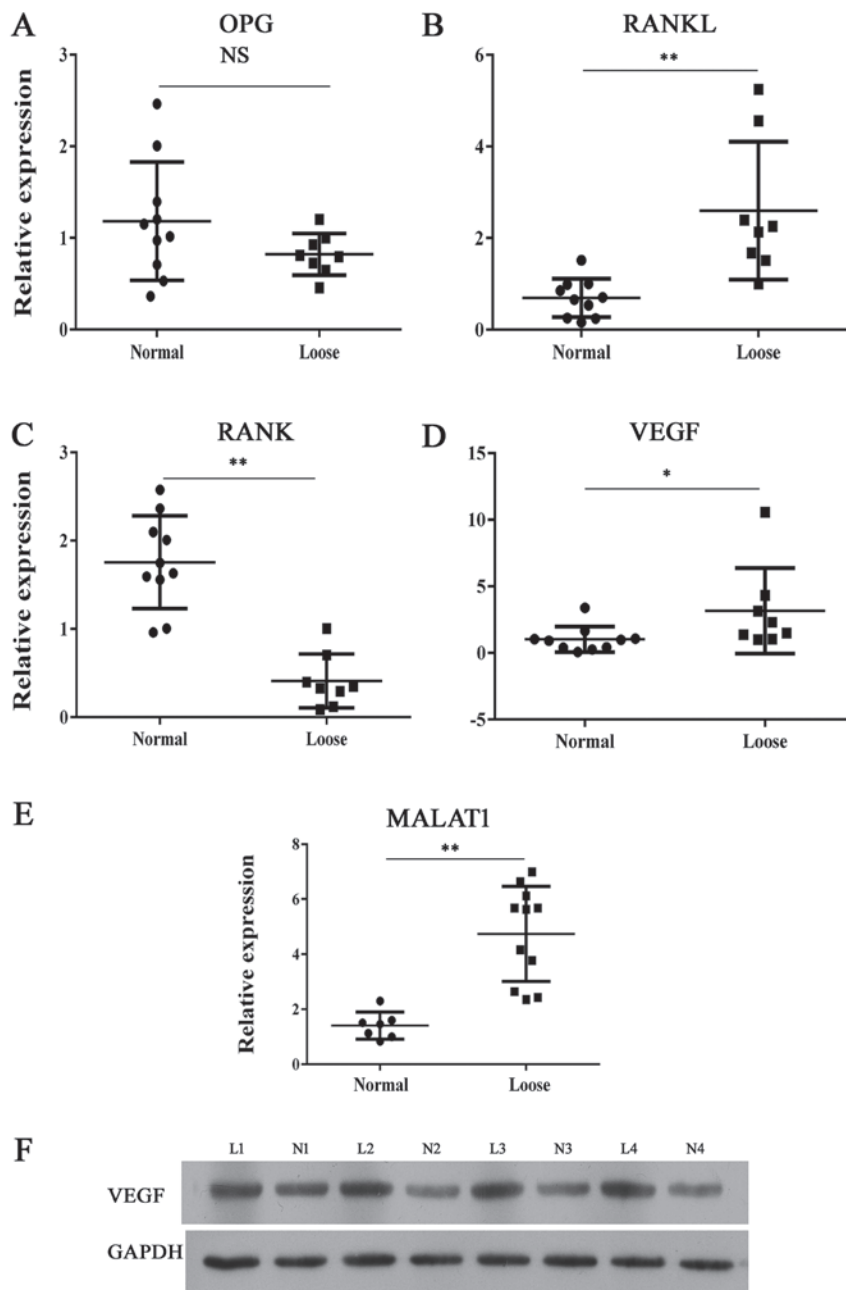 A
OPG
NS
Relative expression
3
2
1
0
Normal Loose
B
RANKL
**
6
4
2
0
Normal Loose
C
RANK
**
Relative expression
3
2
1
0
Normal Loose
D
VEGF
*
15
10
5
0
-5
Normal Loose
E
MALAT1
**
Relative expression
8
6
4
2
0
Normal Loose
F
L1 N1 L2 N2 L3 N3 L4 N4
VEGF
GAPDH